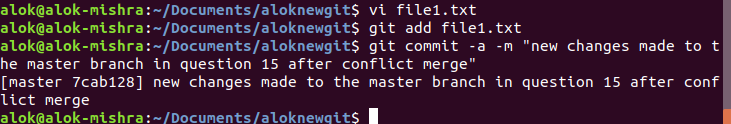 alok@alok-mishra:~/Documents/aloknewgit$ vi file1.txt
alok@alok-mishra:~/Documents/aloknewgit$ git add file1.txt
alok@alok-mishra:~/Documents/aloknewgit$ git commit -a -m "new changes made to t
he master branch in question 15 after conflict merge"
[master 7cab128] new changes made to the master branch in question 15 after conf
lict merge
alok@alok-mishra:~/Documents/aloknewgit$